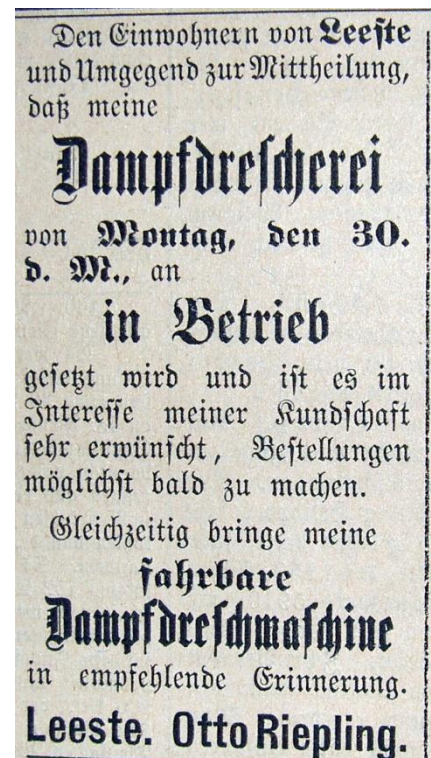 Den Einwohnern von Leeste
und Umgegend zur Mittheilung,
daß meine
Dampfdrescherei
von Montag, den 30.
d. M., an
in Betrieb
gesetzt wird und ist es im
Interesse meiner Kundschaft
sehr erwünscht, Bestellungen
möglichst bald zu machen.
Gleichzeitig bringe meine
fahrbare
Dampfdreschmaschine
in empfehlende Erinnerung.
Leeste. Otto Riepling.